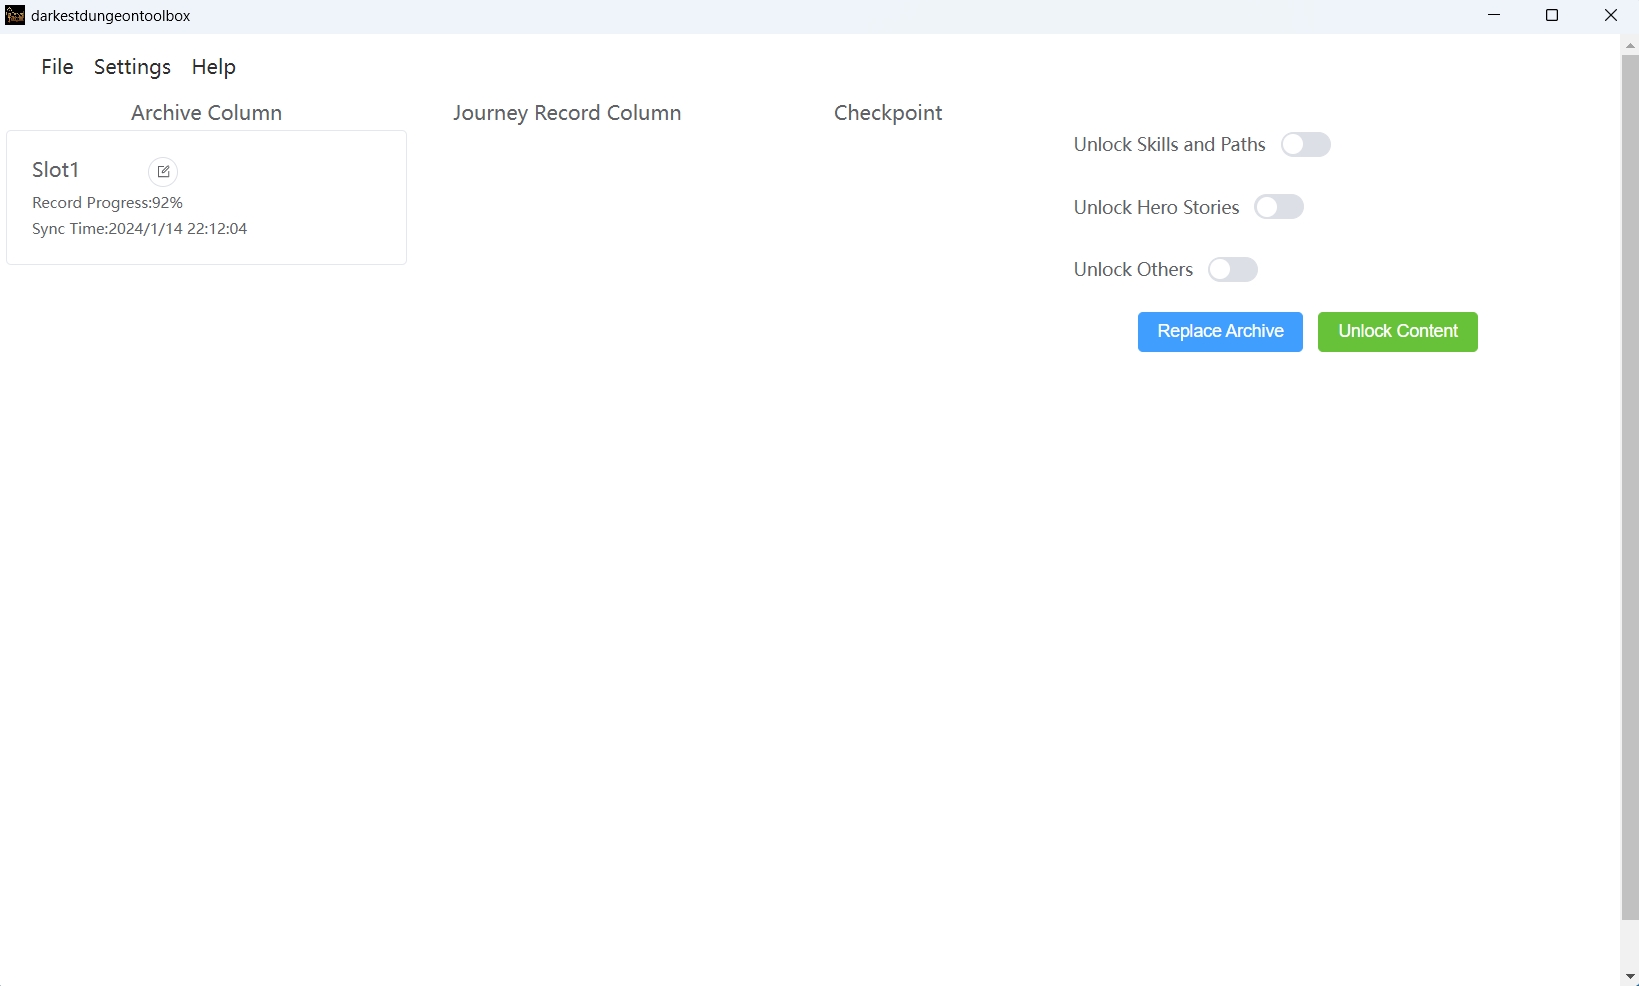 darkestdungeontoolbox
File Settings Help
Archive Column Journey Record Column Checkpoint
Slot1
Record Progress:92%
Sync Time:2024/1/14 22:12:04
Unlock Skills and Paths
Unlock Hero Stories
Unlock Others
Replace Archive Unlock Content